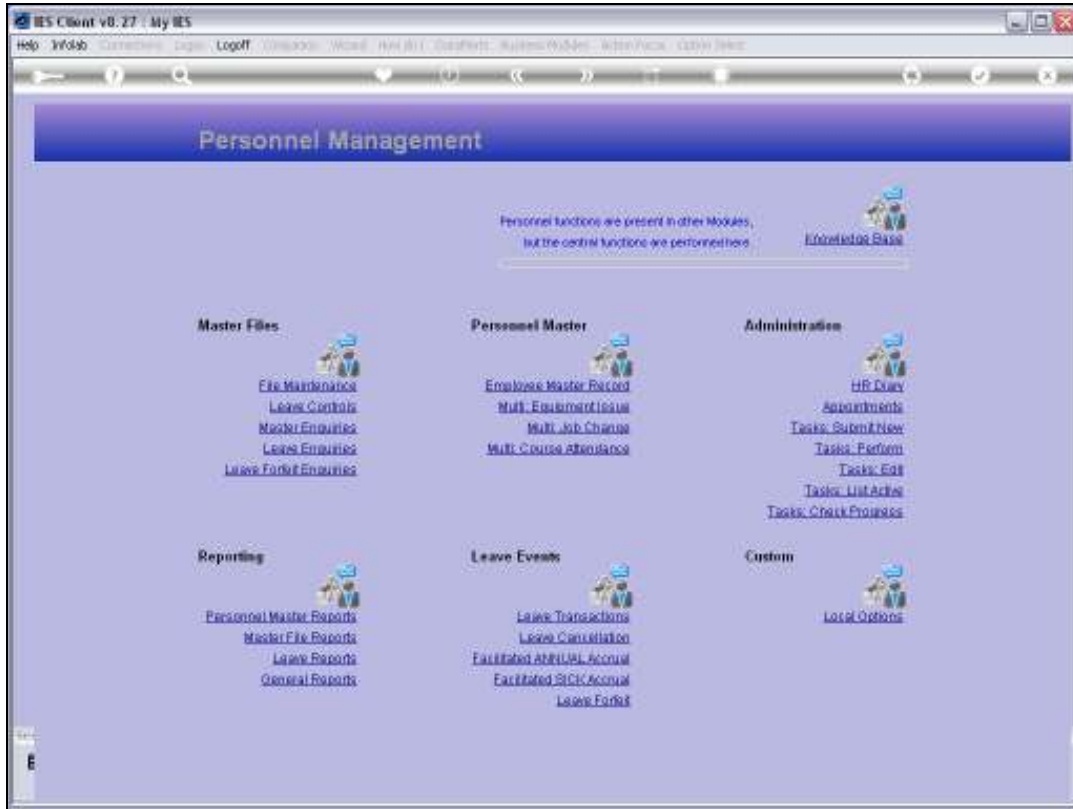 IES Client v8.27 : My IES
Help Infolab Logoff
Personnel Management
Personnel functions are present in other Modules,
but the central functions are performed here
Knowledge Base
Master Files
File Maintenance
Leave Controls
Master Enquiries
Leave Enquiries
Leave Forfeit Enquiries
Personnel Master
Employee Master Record
Multi: Equipment Issue
Multi: Job Change
Multi: Course Attendance
Administration
HR Diary
Appointments
Tasks: Submit New
Tasks: Perform
Tasks: Edit
Tasks: List Active
Tasks: Check Progress
Reporting
Personnel Master Reports
Master File Reports
Leave Reports
General Reports
Leave Events
Leave Transactions
Leave Cancellation
Facilitated ANNUAL Accrual
Facilitated SICK Accrual
Leave Forfeit
Custom
Local Options